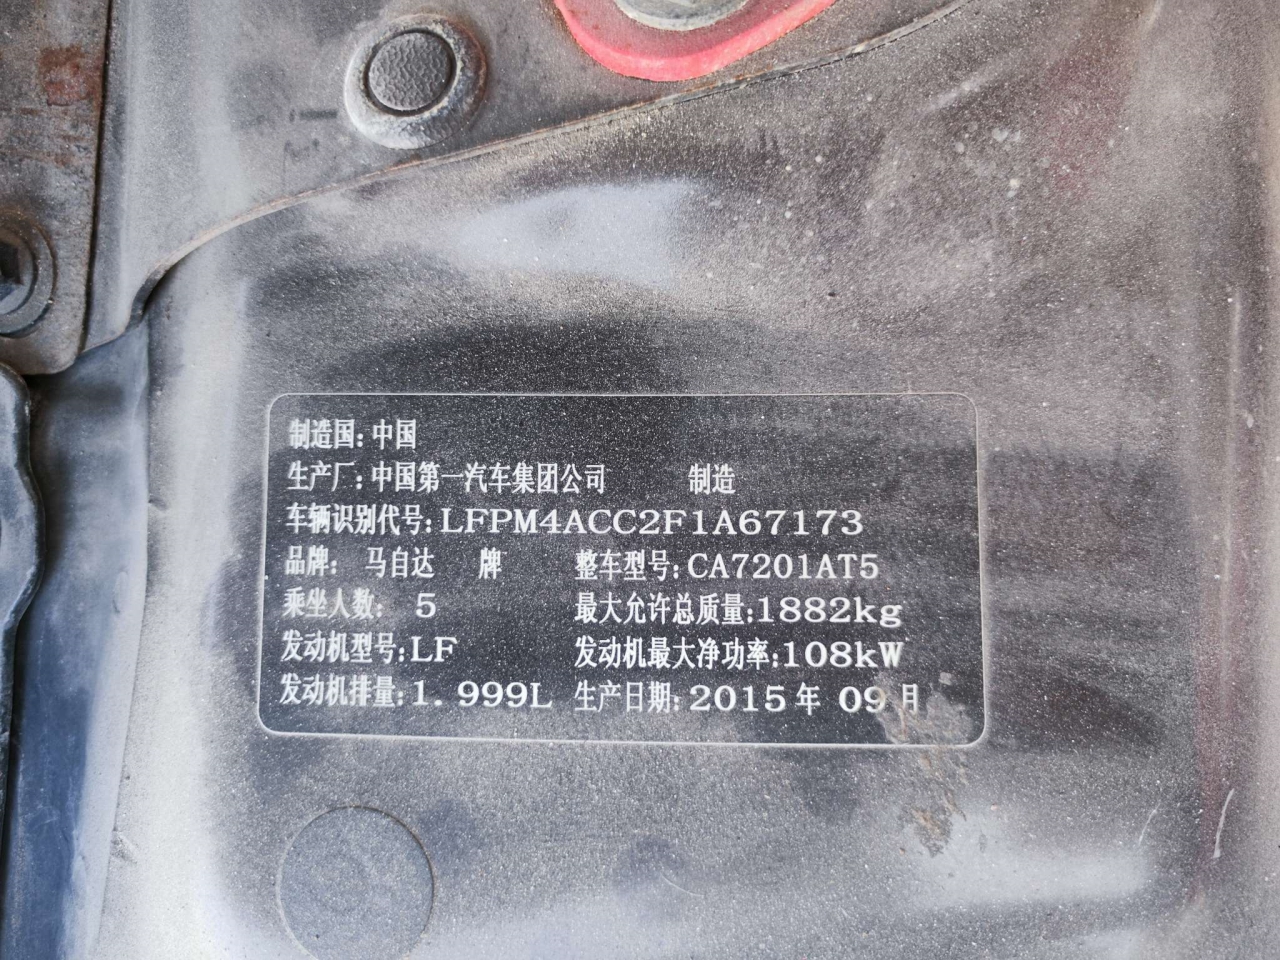 制造国:中国
生产厂:中国第一汽车集团公司 制造
车辆识别代号:LFPM4ACC2F1A67173
品牌: 马自达 牌 整车型号:CA7201AT5
乘坐人数: 5 最大允许总质量:1882kg
发动机型号:LF 发动机最大净功率:108kW
发动机排量:1.999L 生产日期:2015年 09月